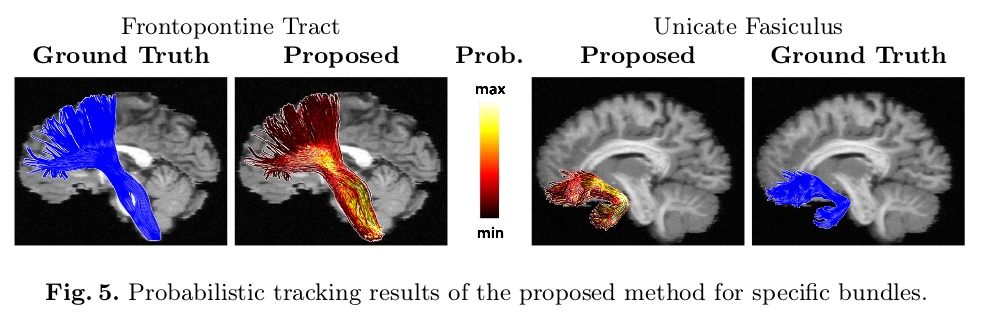 Frontopontine Tract
Unicate Fasiculus
Ground Truth
Proposed
Prob.
Proposed
Ground Truth
max
min
Fig. 5. Probabilistic tracking results of the proposed method for specific bundles.